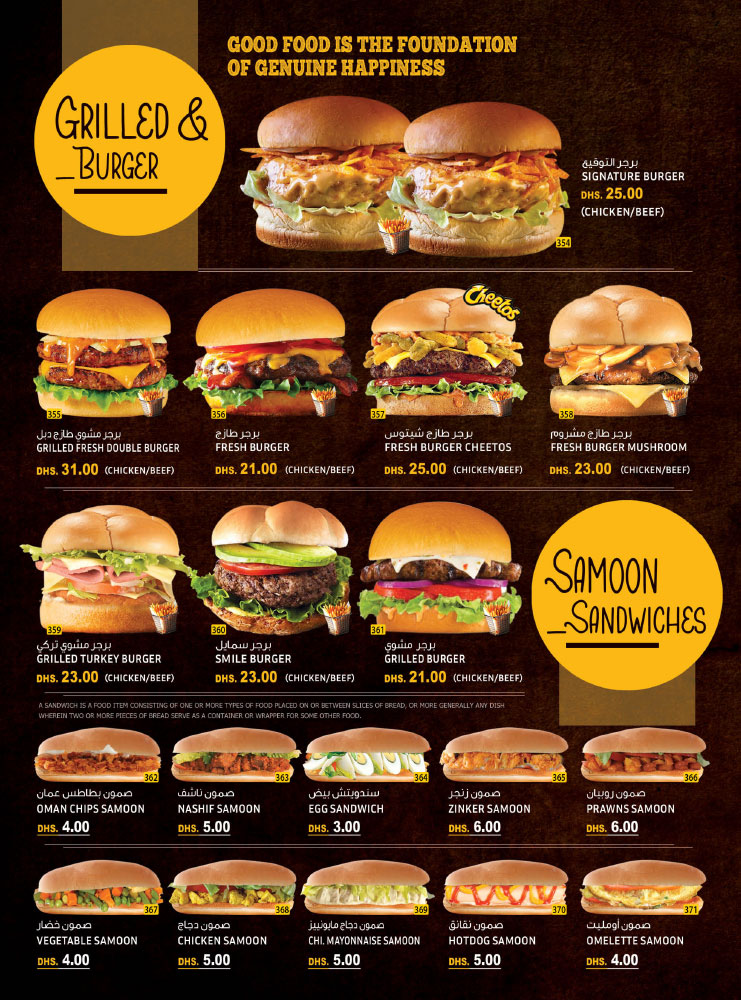 GOOD FOOD IS THE FOUNDATION
OF GENUINE HAPPINESS
GRILLED &
_BURGER
برجر التوقيع
SIGNATURE BURGER
DHS. 25.00
(CHICKEN/BEEF)
354
Cheetos
355
356
357
358
برجر مشوي طازج دبل
GRILLED FRESH DOUBLE BURGER
DHS. 31.00 (CHICKEN/BEEF)
برجر طازج
FRESH BURGER
DHS. 21.00 (CHICKEN/BEEF)
برجر طازج شيتوس
FRESH BURGER CHEETOS
DHS. 25.00 (CHICKEN/BEEF)
برجر طازج مشروم
FRESH BURGER MUSHROOM
DHS. 23.00 (CHICKEN/BEEF)
359
360
361
برجر مشوي تركي
GRILLED TURKEY BURGER
DHS. 23.00 (CHICKEN/BEEF)
برجر سمايل
SMILE BURGER
DHS. 23.00 (CHICKEN/BEEF)
برجر مشوي
GRILLED BURGER
DHS. 21.00 (CHICKEN/BEEF)
SAMOON
_SANDWICHES
A SANDWICH IS A FOOD ITEM CONSISTING OF ONE OR MORE TYPES OF FOOD PLACED ON OR BETWEEN SLICES OF BREAD, OR MORE GENERALLY ANY DISH
WHEREIN TWO OR MORE PIECES OF BREAD SERVE AS A CONTAINER OR WRAPPER FOR SOME OTHER FOOD.
362
363
364
365
366
صمون بطاطس عمان
OMAN CHIPS SAMOON
DHS. 4.00
صمون ناشف
NASHIF SAMOON
DHS. 5.00
سندويتش بيض
EGG SANDWICH
DHS. 3.00
صمون زنجر
ZINKER SAMOON
DHS. 6.00
صمون روبيان
PRAWNS SAMOON
DHS. 6.00
367
368
369
370
371
صمون خضار
VEGETABLE SAMOON
DHS. 4.00
صمون دجاج
CHICKEN SAMOON
DHS. 5.00
صمون دجاج مايونييز
CHI. MAYONNAISE SAMOON
DHS. 5.00
صمون نقانق
HOTDOG SAMOON
DHS. 5.00
صمون أومليت
OMELETTE SAMOON
DHS. 4.00